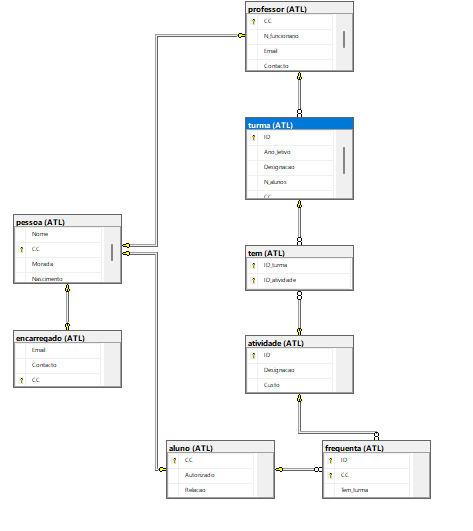 professor (ATL)
CC
N_funcionario
Email
Contacto
turma (ATL)
ID
Ano_letivo
Designacao
N_alunos
CC
pessoa (ATL)
Nome
CC
Morada
Nascimento
tem (ATL)
ID_turma
ID_atividade
encarregado (ATL)
Email
Contacto
CC
atividade (ATL)
ID
Designacao
Custo
aluno (ATL)
CC
Autorizado
Relacao
frequenta (ATL)
ID
CC
Tem_turma